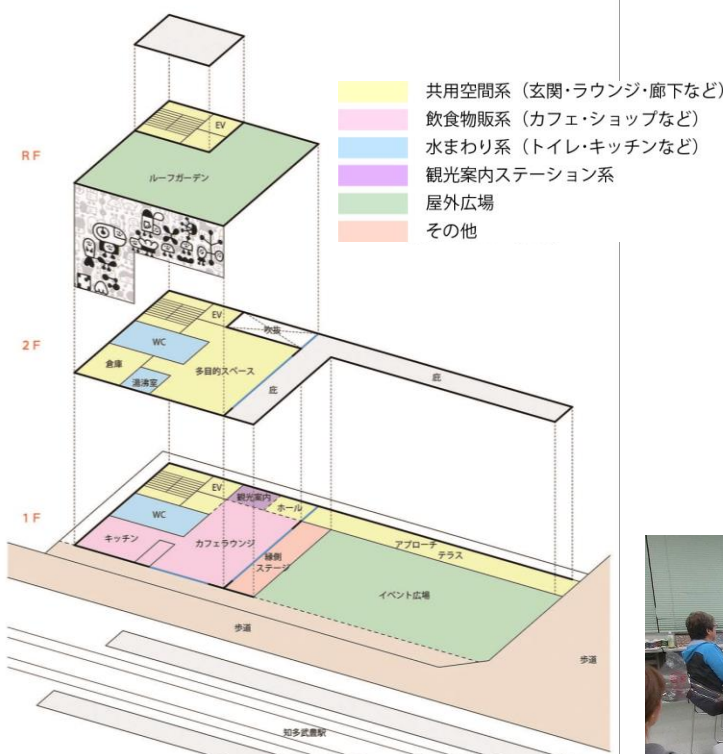 共用空間系（玄関・ラウンジ・廊下など）
飲食物販系（カフェ・ショップなど）
水まわり系（トイレ・キッチンなど）
観光案内ステーション系
屋外広場
その他
RF
EV
ルーフガーデン
2F
EV
吹抜
WC
倉庫
多目的スペース
湯沸室
庇
庇
1F
EV
観光案内
ホール
WC
キッチン
カフェラウンジ
縁側
ステージ
アプローチ
テラス
イベント広場
歩道
歩道
知多武豊駅